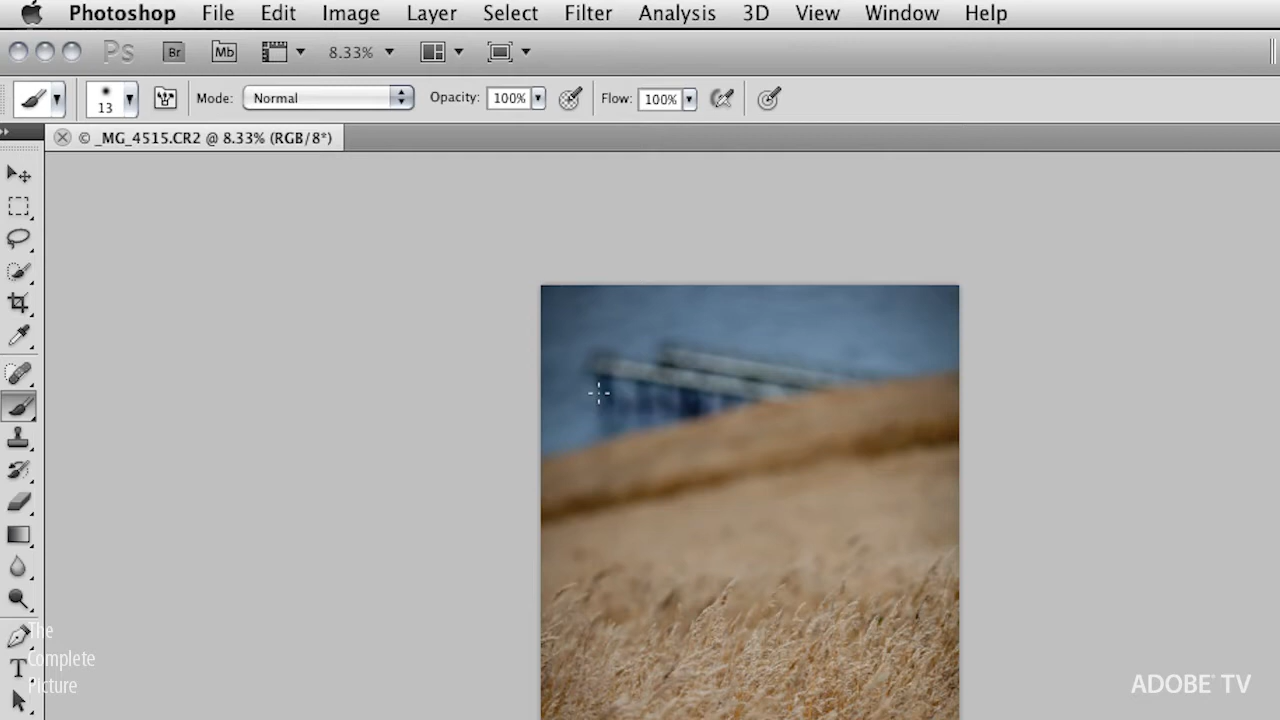 Photoshop File Edit Image Layer Select Filter Analysis 3D View Window Help
Ps Br Mb 8.33%
13 Mode: Normal Opacity: 100% Flow: 100%
© _MG_4515.CR2 @ 8.33% (RGB/8*)
T
The
Complete
Picture
ADOBE TV